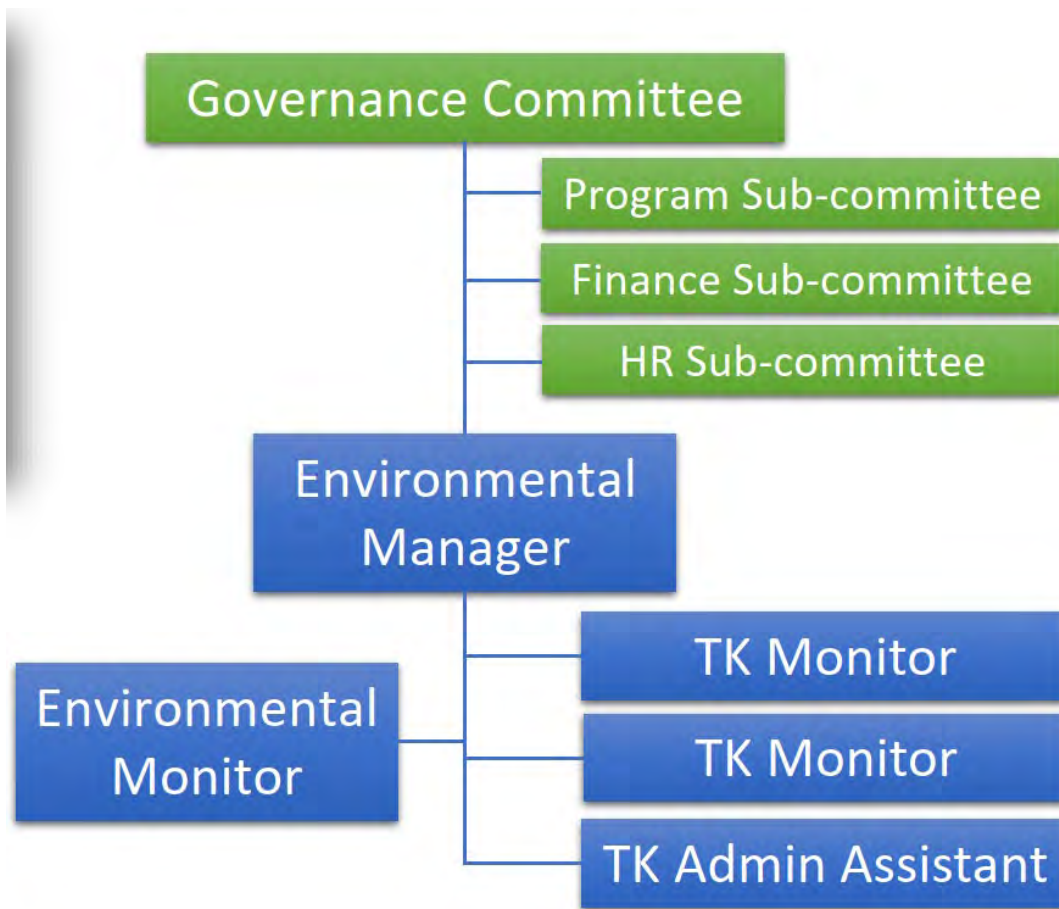 Governance Committee
Program Sub-committee
Finance Sub-committee
HR Sub-committee
Environmental
Manager
TK Monitor
Environmental
Monitor
TK Monitor
TK Admin Assistant